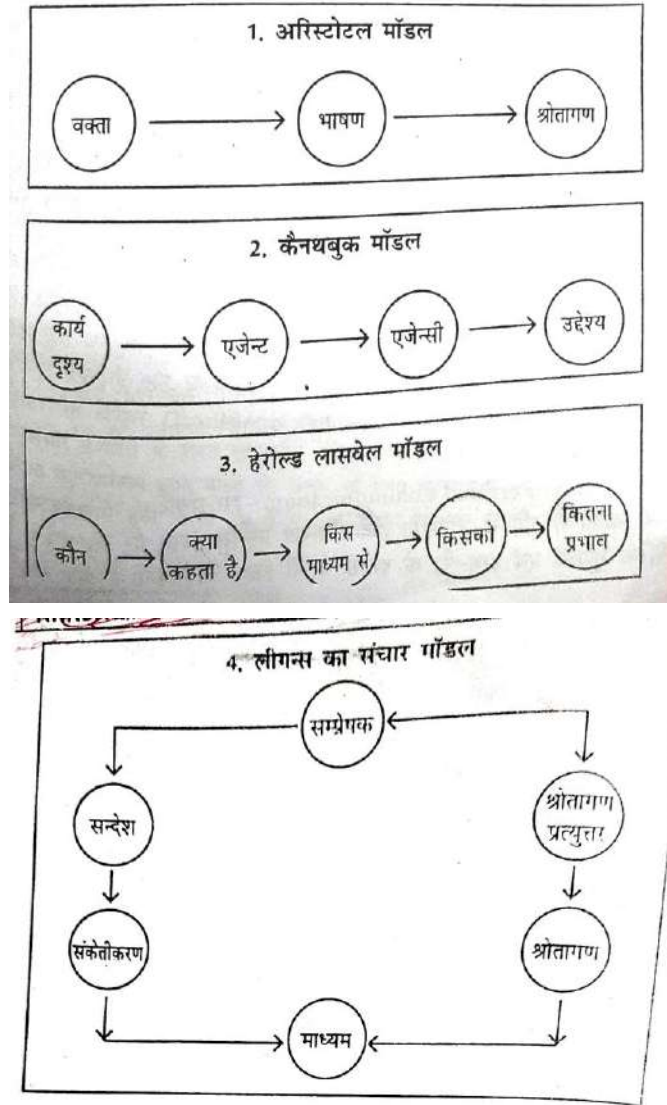 1. अरिस्टोटल मॉडल
वक्ता
भाषण
श्रोतागण
2. कैनथबुक मॉडल
कार्य
दृश्य
एजेन्ट
एजेन्सी
उद्देश्य
3. हेरोल्ड लासवेल मॉडल
कौन
क्या
कहता है
किस
माध्यम से
किसको
कितना
प्रभाव
4. लीगन्स का संचार मॉडल
सम्प्रेषक
सन्देश
श्रोतागण
प्रत्युत्तर
संकेतीकरण
श्रोतागण
माध्यम